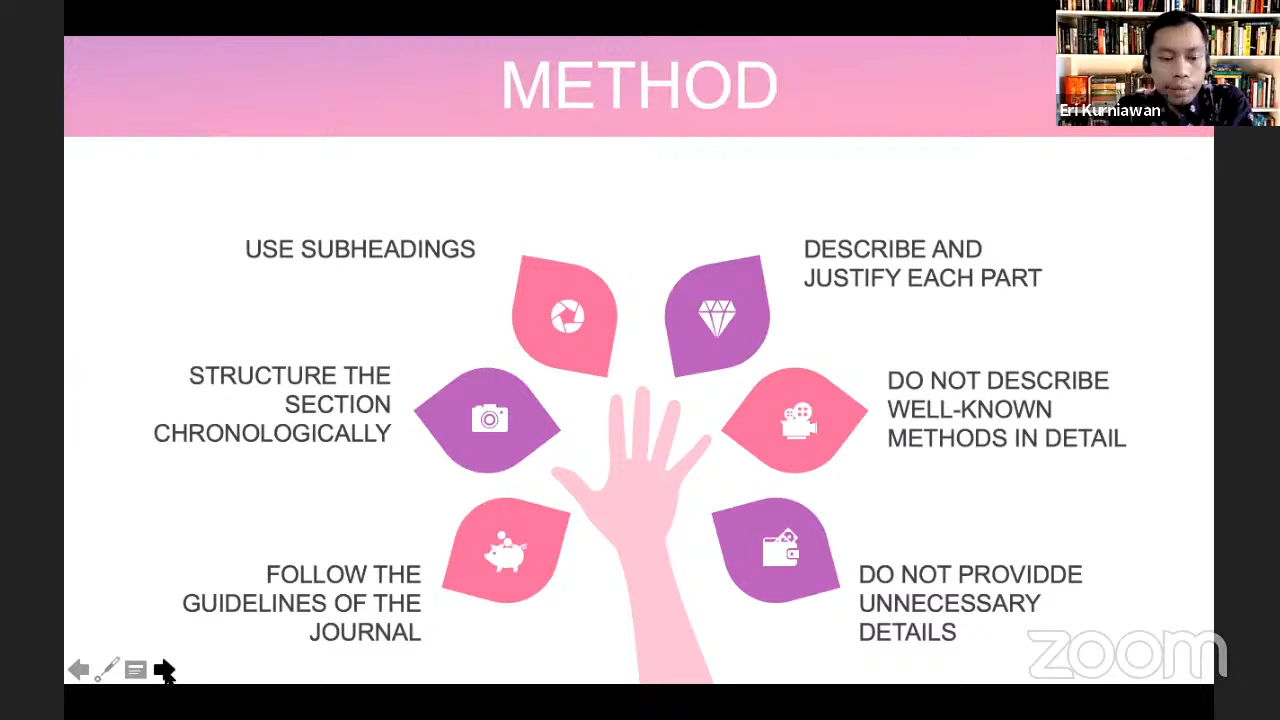 METHOD
Eri Kurniawan
USE SUBHEADINGS
DESCRIBE AND
JUSTIFY EACH PART
STRUCTURE THE
SECTION
CHRONOLOGICALLY
DO NOT DESCRIBE
WELL-KNOWN
METHODS IN DETAIL
FOLLOW THE
GUIDELINES OF THE
JOURNAL
DO NOT PROVIDDE
UNNECESSARY
DETAILS
zoom